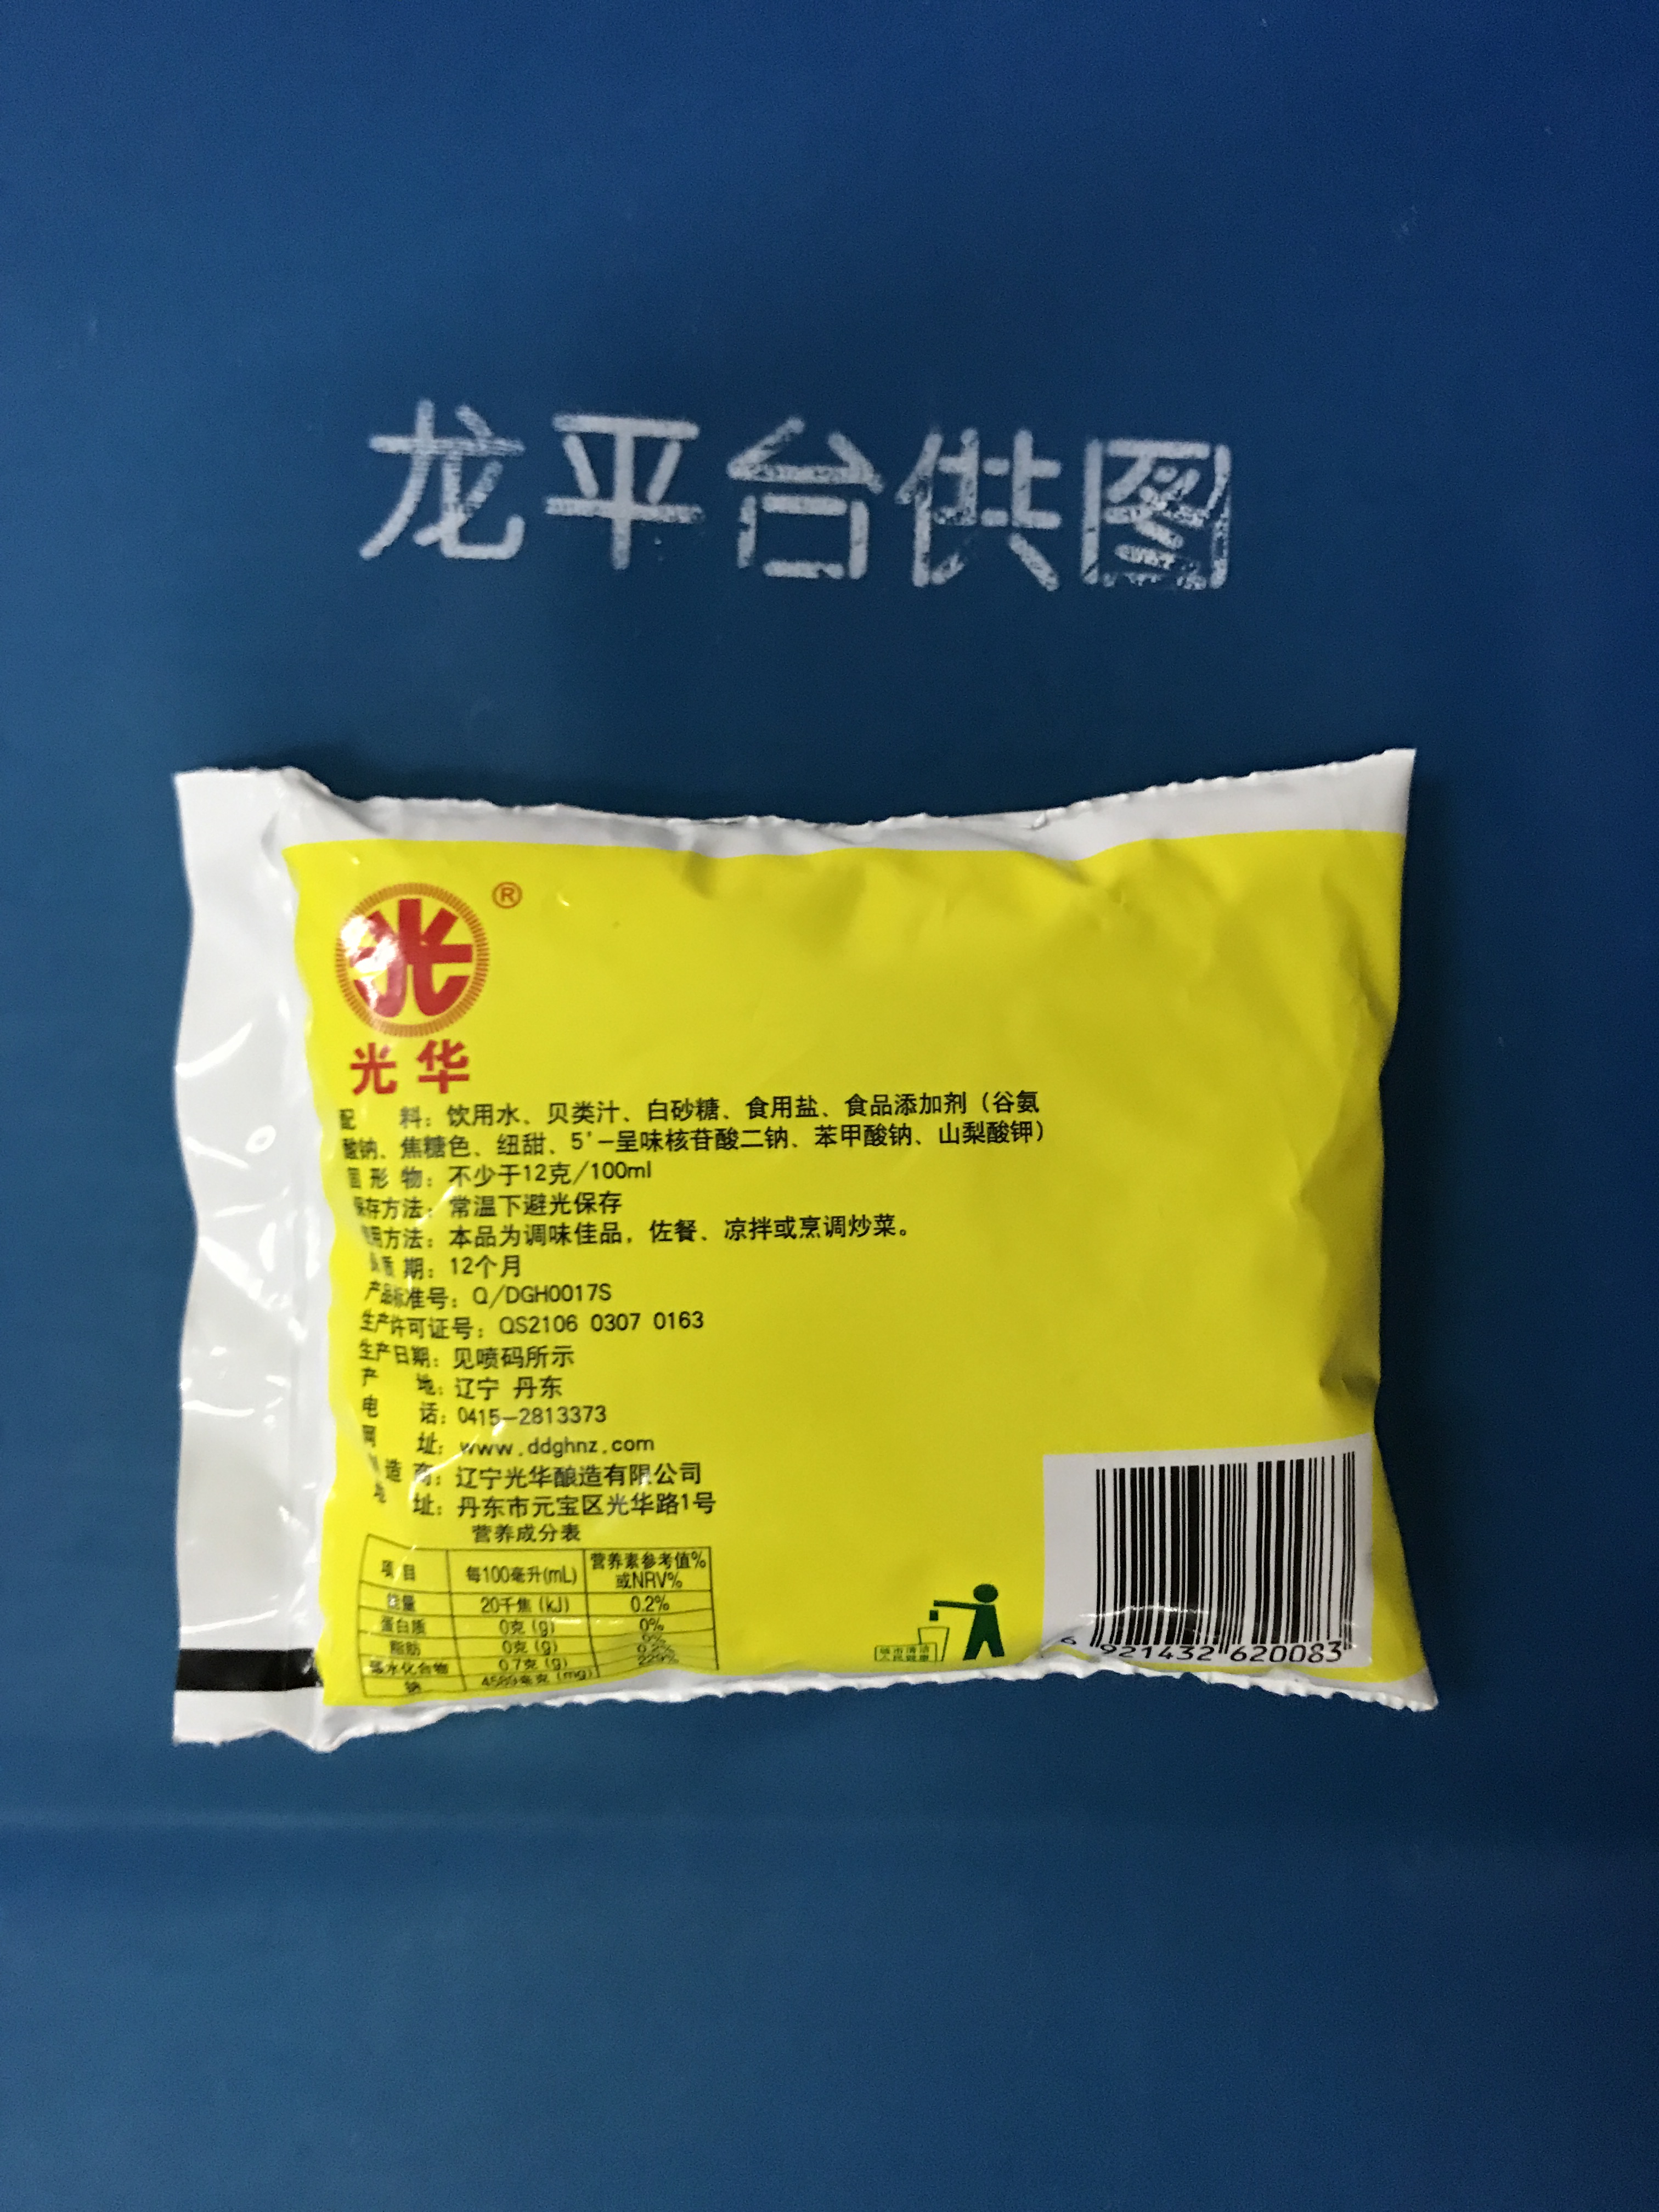 龙平台供图
®
光
光华
配 料：饮用水、贝类汁、白砂糖、食用盐、食品添加剂（谷氨
酸钠、焦糖色、纽甜、5'-呈味核苷酸二钠、苯甲酸钠、山梨酸钾）
固形物：不少于12克/100ml
保存方法：常温下避光保存
使用方法：本品为调味佳品，佐餐、凉拌或烹调炒菜。
保质期：12个月
产品标准号：Q/DGH0017S
生产许可证号：QS2106 0307 0163
生产日期：见喷码所示
产 地：辽宁 丹东
电 话：0415-2813373
网 址：www.ddghnz.com
制造商：辽宁光华酿造有限公司
地 址：丹东市元宝区光华路1号
营养成分表
项目 每100毫升(mL) 营养素参考值%或NRV%
能量 20千焦(kJ) 0.2%
蛋白质 0克(g) 0%
脂肪 0克(g) 0%
碳水化合物 0.7克(g) 0.2%
钠 4589毫克(mg) 229%
城市清洁
人民健康
6 921432 620083